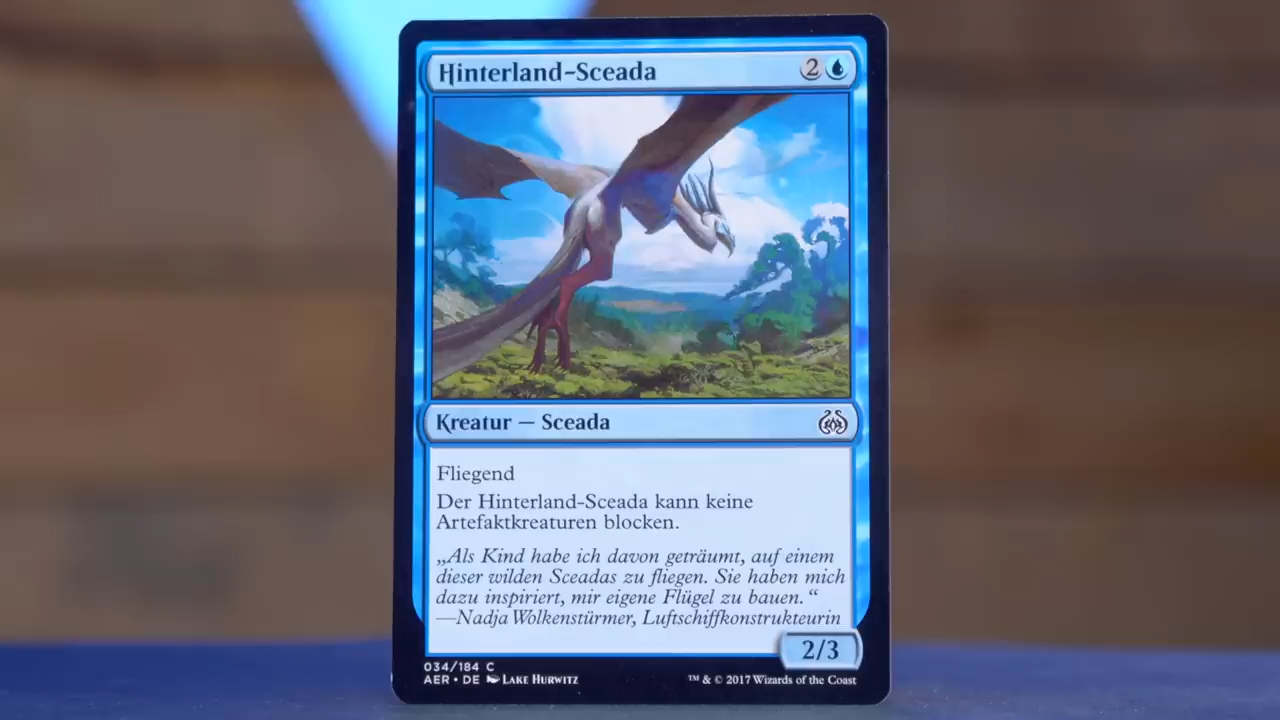 Hinterland-Sceada 2
Kreatur — Sceada
Fliegend
Der Hinterland-Sceada kann keine
Artefaktkreaturen blocken.
„Als Kind habe ich davon geträumt, auf einem
dieser wilden Sceadas zu fliegen. Sie haben mich
dazu inspiriert, mir eigene Flügel zu bauen.“
—Nadja Wolkenstürmer, Luftschiffkonstrukteurin
2/3
034/184 C
AER • DE Lake Hurwitz
™ & © 2017 Wizards of the Coast